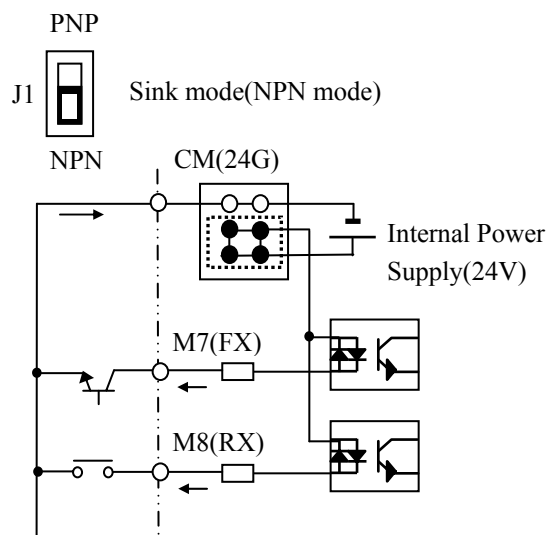 PNP
J1
Sink mode(NPN mode)
NPN
CM(24G)
Internal Power
Supply(24V)
M7(FX)
M8(RX)